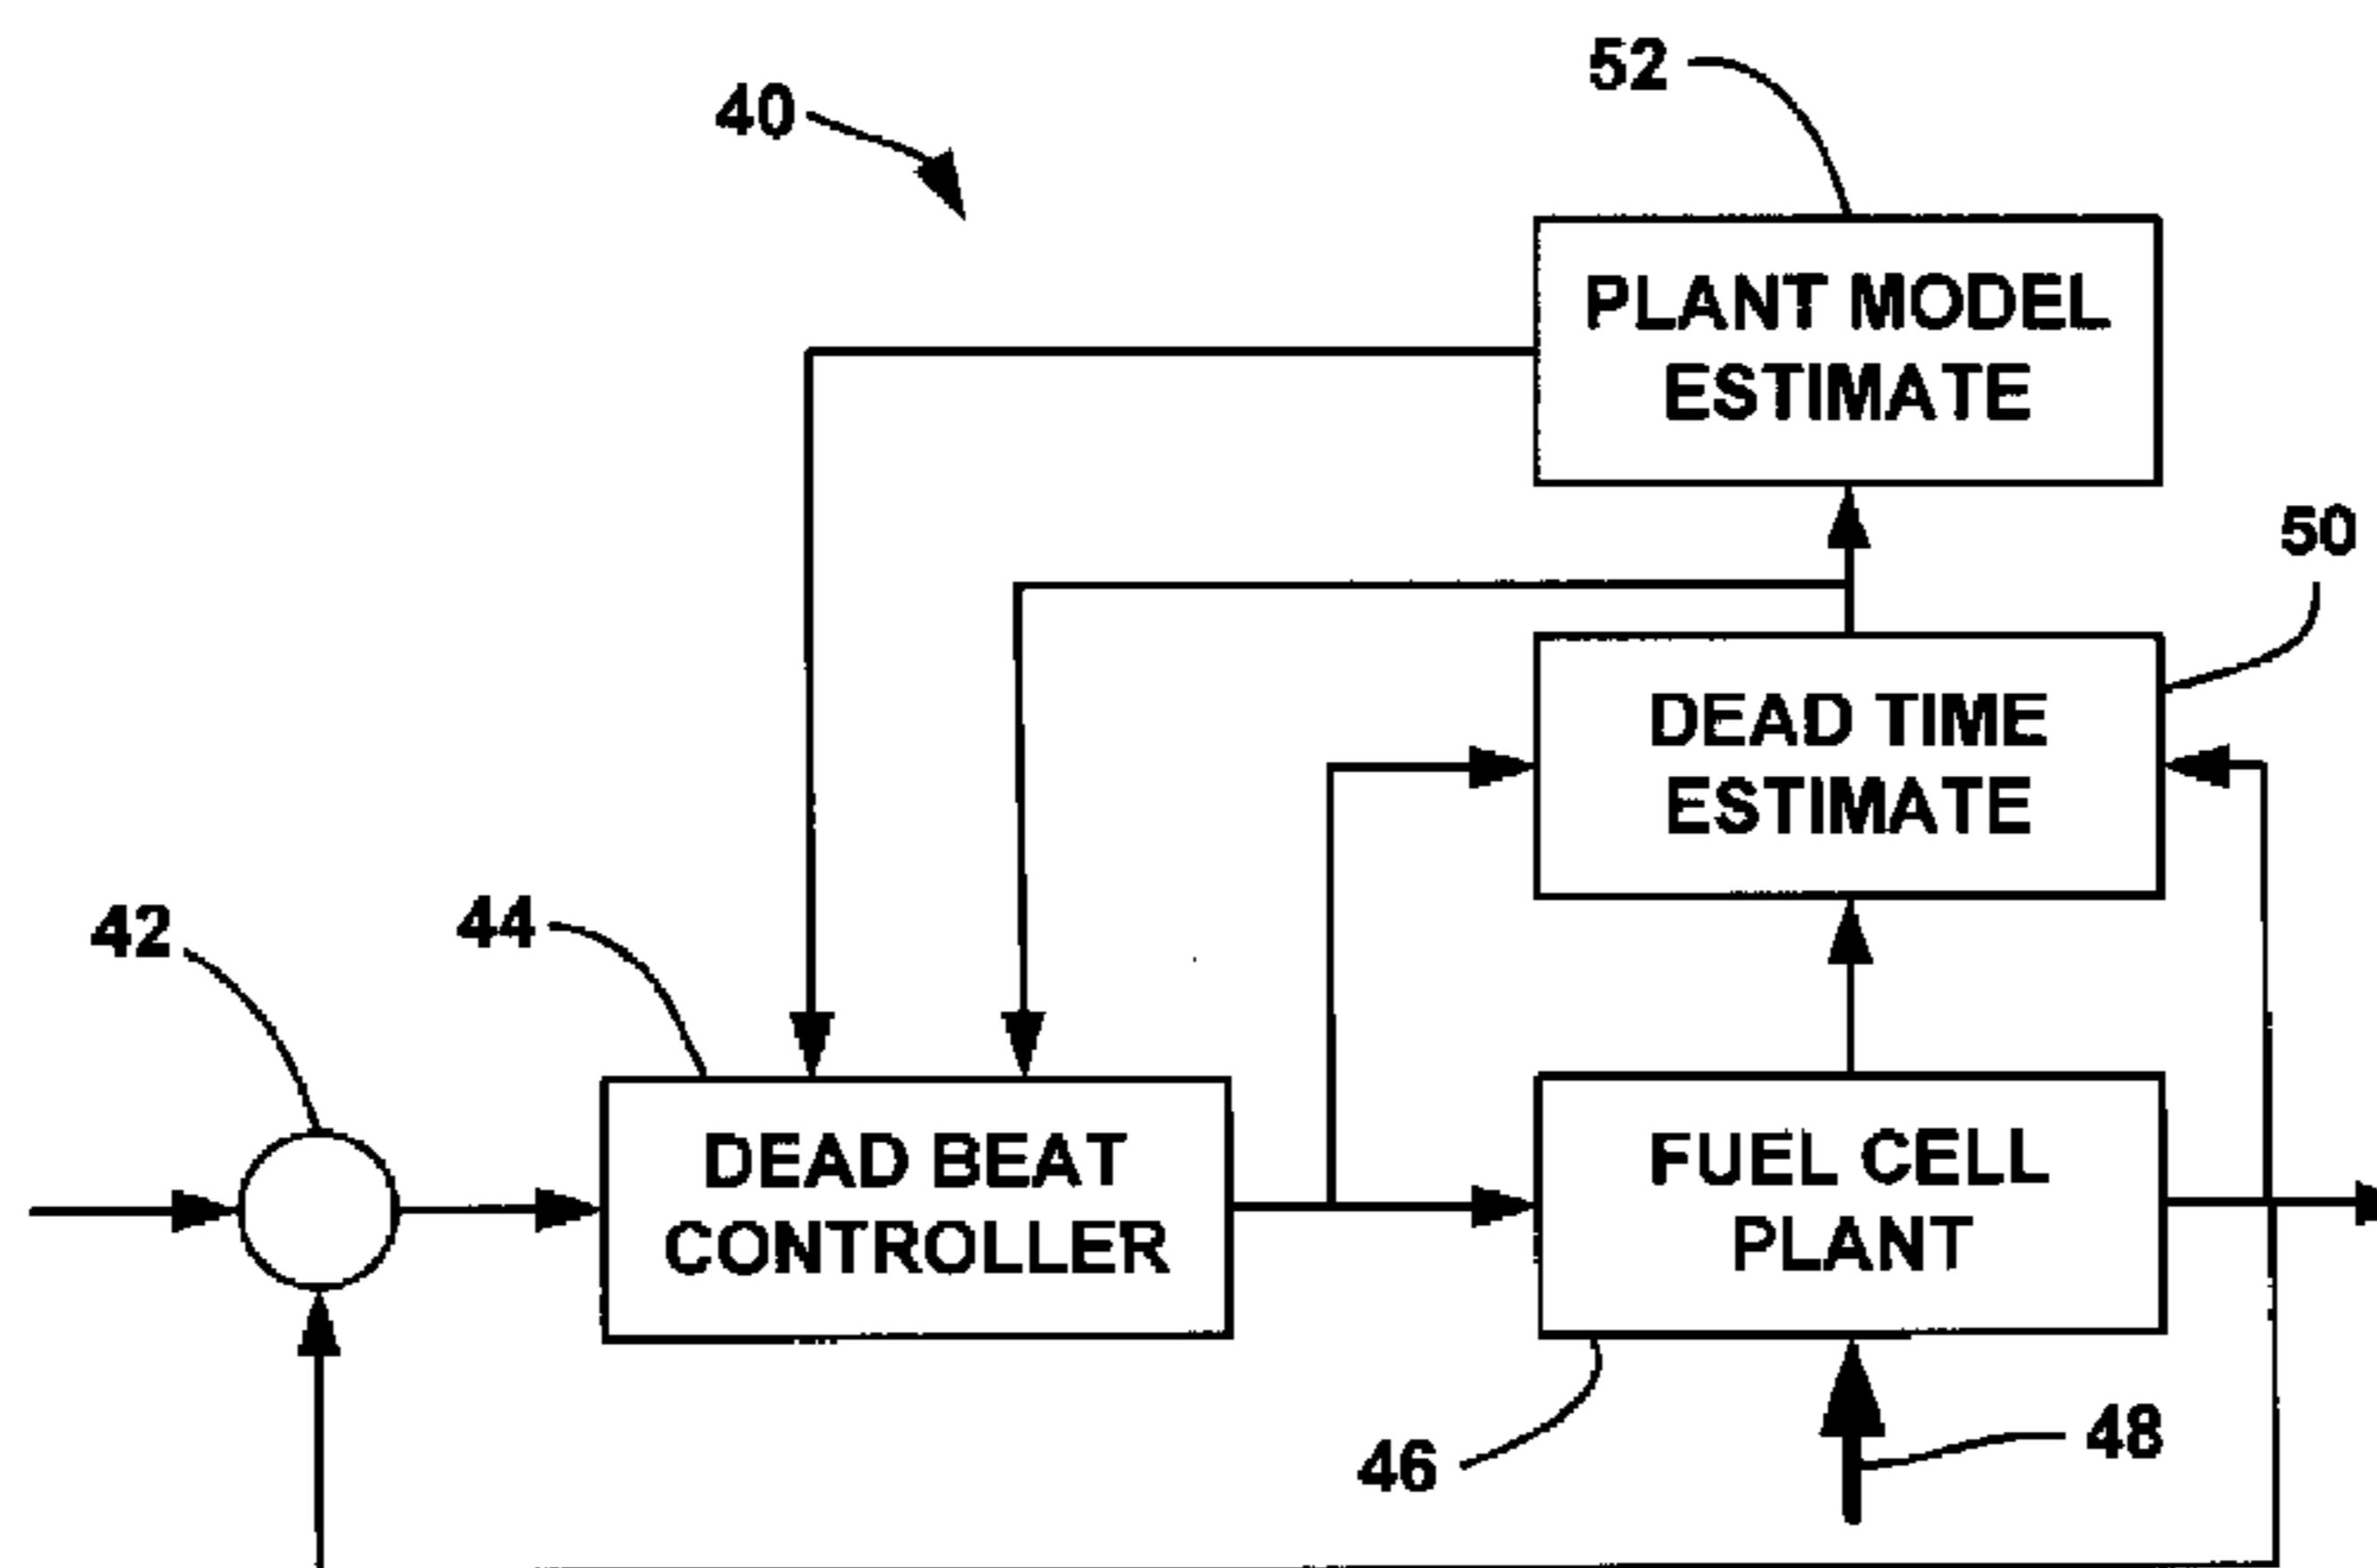 52
40
PLANT MODEL
ESTIMATE
50
DEAD TIME
ESTIMATE
42
44
DEAD BEAT
CONTROLLER
FUEL CELL
PLANT
46
48